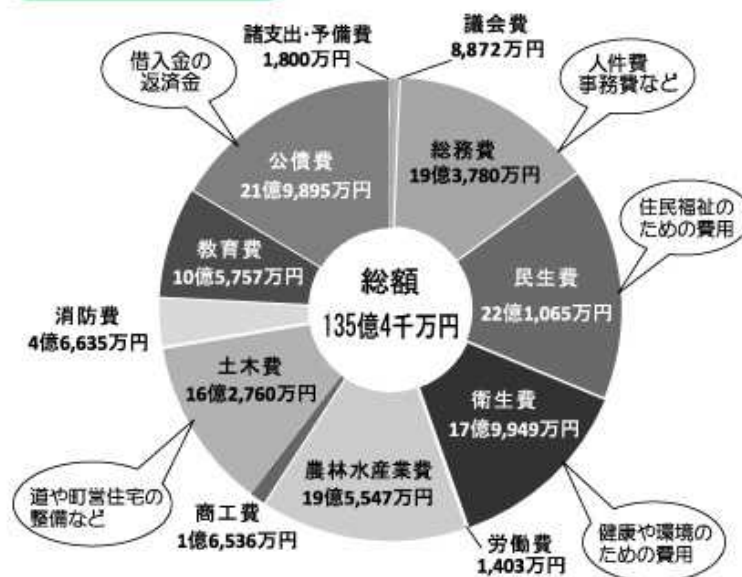 諸支出・予備費
1,800万円
議会費
8,872万円
借入金の
返済金
人件費
事務費など
公債費
21億9,895万円
総務費
19億3,780万円
住民福祉の
ための費用
教育費
10億5,757万円
総額
135億4千万円
民生費
22億1,065万円
消防費
4億6,635万円
土木費
16億2,760万円
衛生費
17億9,949万円
農林水産業費
19億5,547万円
道や町営住宅の
整備など
商工費
1億6,536万円
労働費
1,403万円
健康や環境の
ための費用